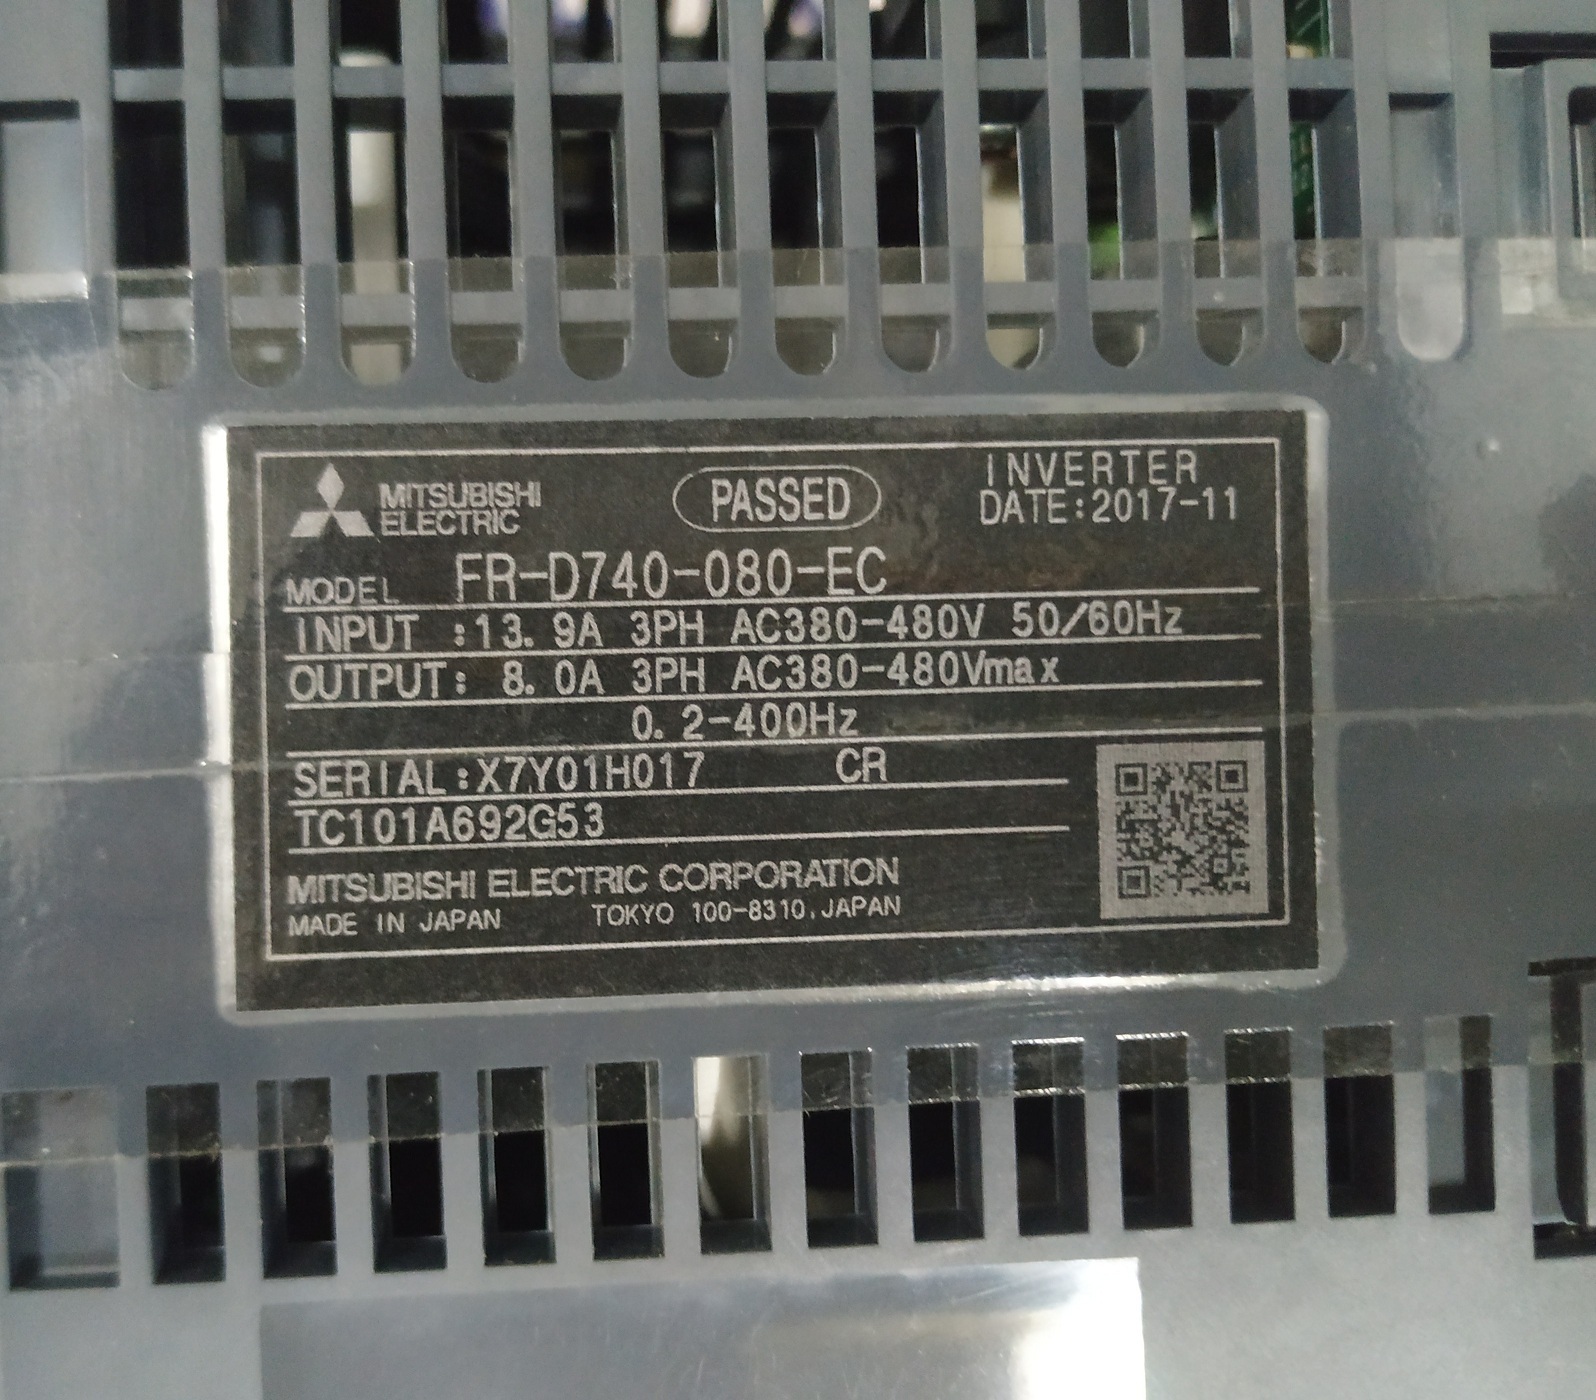 MITSUBISHI
ELECTRIC
PASSED
INVERTER
DATE:2017-11
MODEL FR-D740-080-EC
INPUT :13.9A 3PH AC380-480V 50/60Hz
OUTPUT: 8.0A 3PH AC380-480Vmax
0.2-400Hz
SERIAL:X7Y01H017 CR
TC101A692G53
MITSUBISHI ELECTRIC CORPORATION
MADE IN JAPAN TOKYO 100-8310,JAPAN